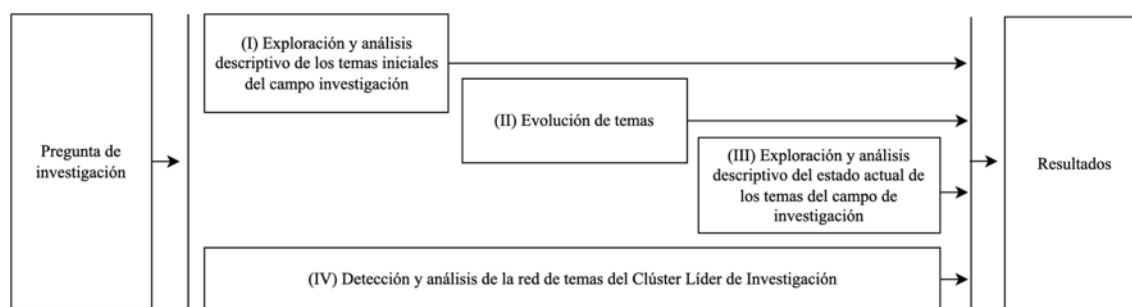 Pregunta de
investigación
(I) Exploración y análisis
descriptivo de los temas iniciales
del campo investigación
(II) Evolución de temas
(III) Exploración y análisis
descriptivo del estado actual de
los temas del campo de
investigación
(IV) Detección y análisis de la red de temas del Clúster Líder de Investigación
Resultados